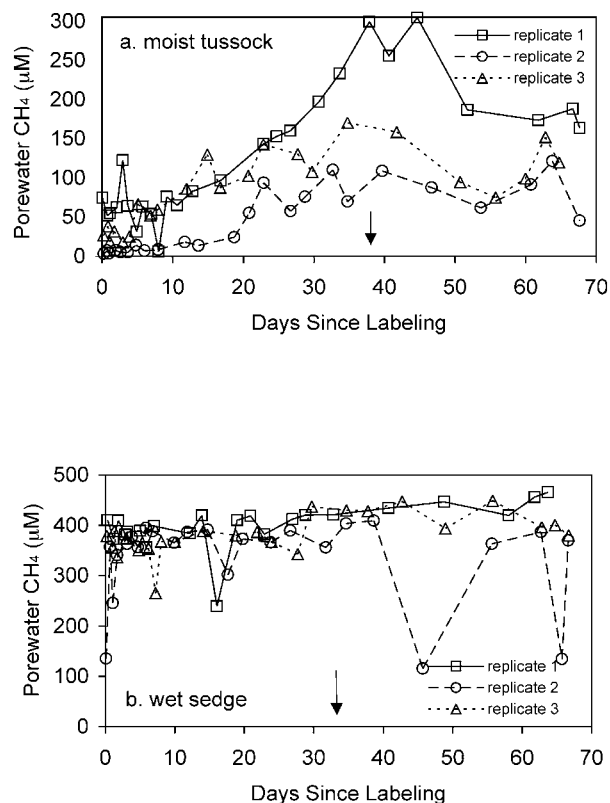 a. moist tussock
replicate 1
replicate 2
replicate 3
Porewater CH₄ (μM)
300
250
200
150
100
50
0
0 10 20 30 40 50 60 70
Days Since Labeling
Porewater CH₄ (μM)
500
400
300
200
100
0
b. wet sedge
replicate 1
replicate 2
replicate 3
0 10 20 30 40 50 60 70
Days Since Labeling